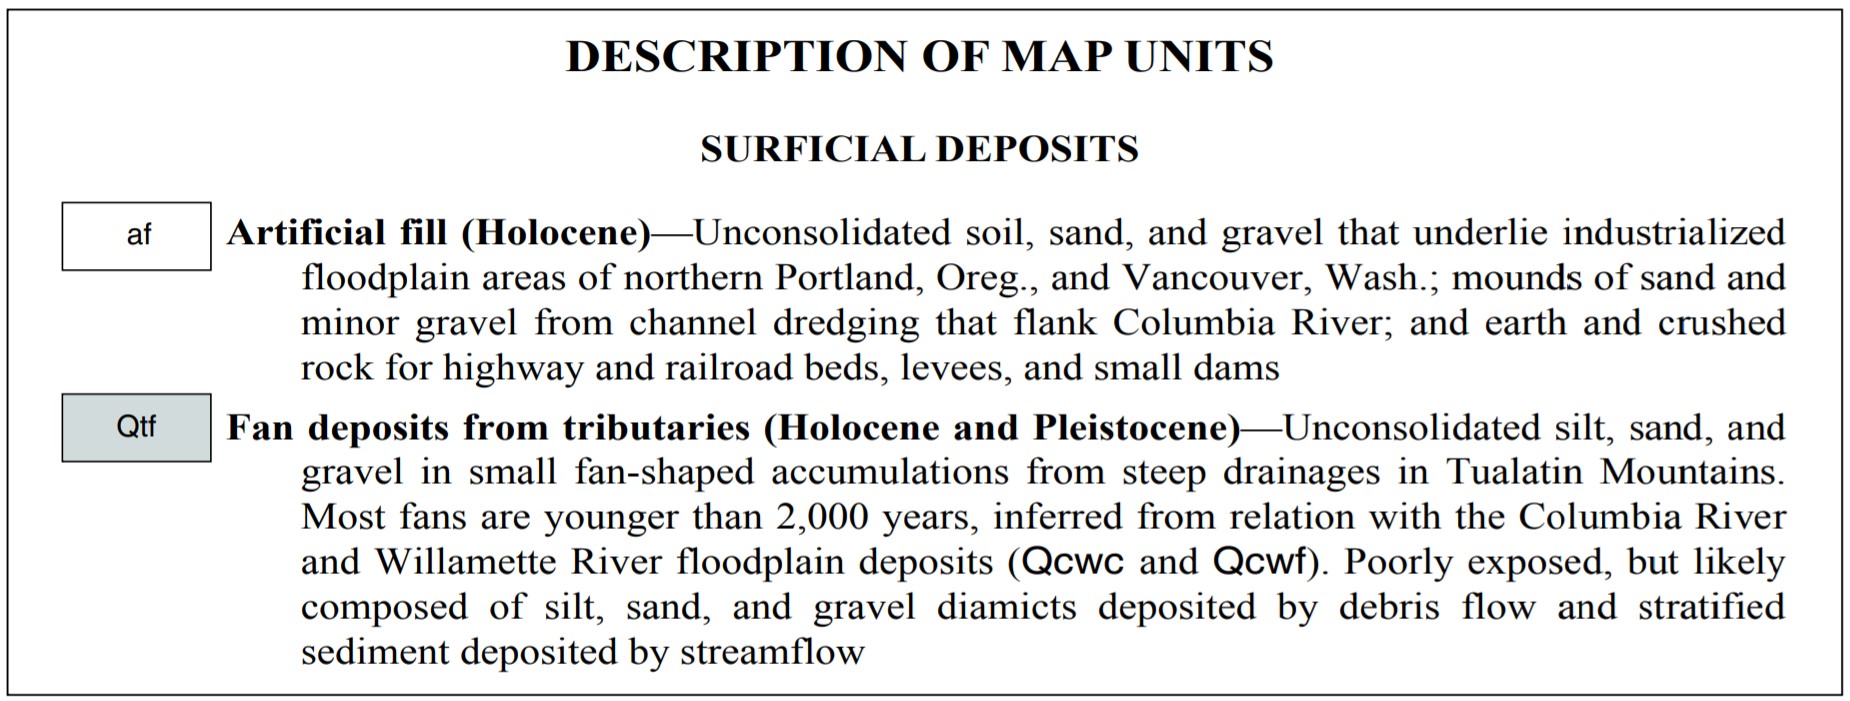 DESCRIPTION OF MAP UNITS
SURFICIAL DEPOSITS
af
Artificial fill (Holocene)—Unconsolidated soil, sand, and gravel that underlie industrialized
floodplain areas of northern Portland, Oreg., and Vancouver, Wash.; mounds of sand and
minor gravel from channel dredging that flank Columbia River; and earth and crushed
rock for highway and railroad beds, levees, and small dams
Qtf
Fan deposits from tributaries (Holocene and Pleistocene)—Unconsolidated silt, sand, and
gravel in small fan-shaped accumulations from steep drainages in Tualatin Mountains.
Most fans are younger than 2,000 years, inferred from relation with the Columbia River
and Willamette River floodplain deposits (Qcwc and Qcwf). Poorly exposed, but likely
composed of silt, sand, and gravel diamicts deposited by debris flow and stratified
sediment deposited by streamflow